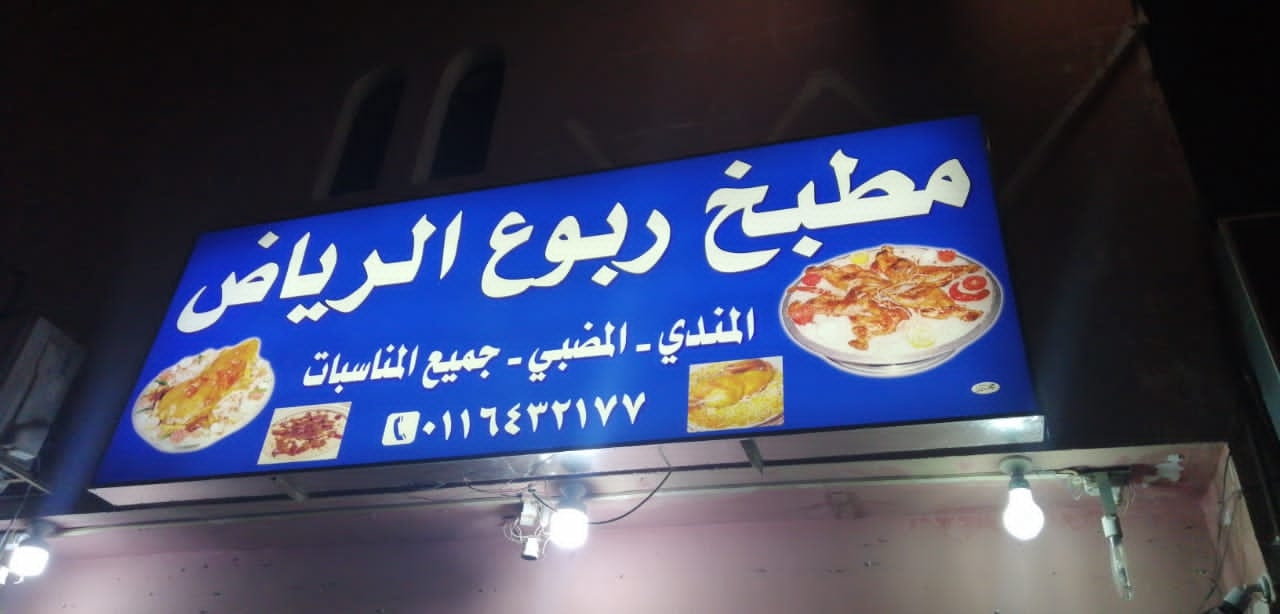 مطبخ ربوع الرياض
المندي - المضبي - جميع المناسبات
٠١١٦٤٣٢١٧٧